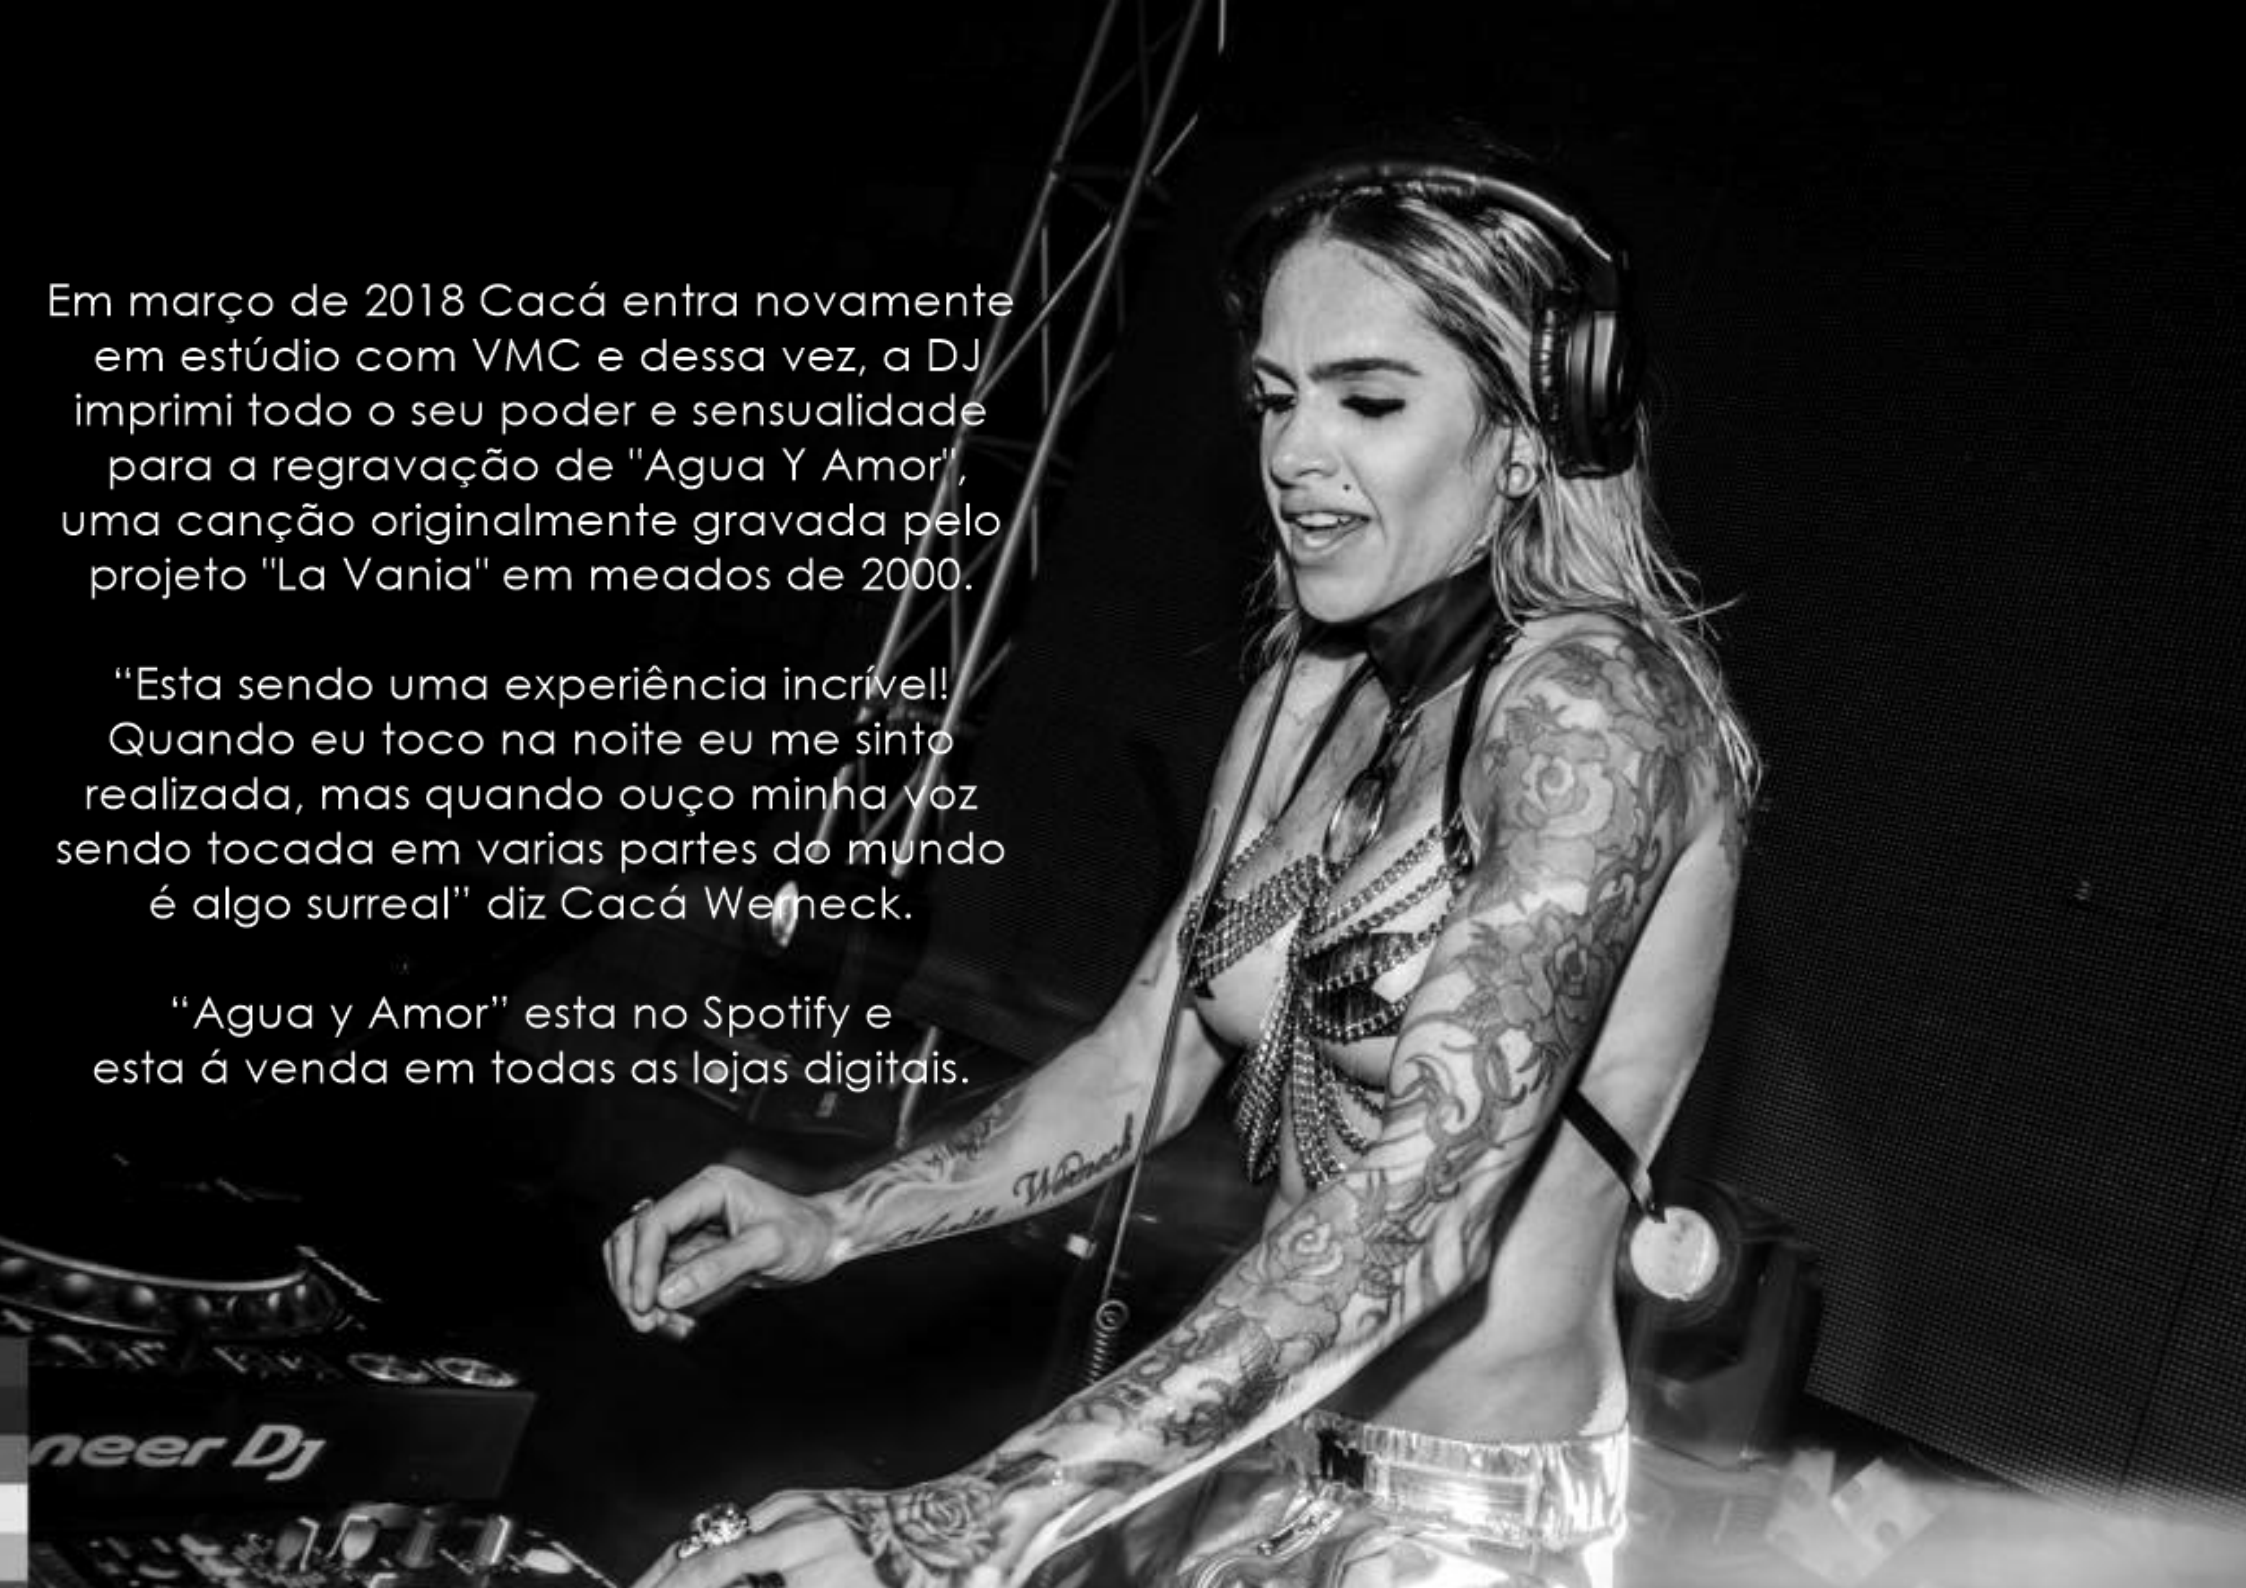 Em março de 2018 Cacá entra novamente
em estúdio com VMC e dessa vez, a DJ
imprimi todo o seu poder e sensualidade
para a regravação de "Agua Y Amor",
uma canção originalmente gravada pelo
projeto "La Vania" em meados de 2000.
“Esta sendo uma experiência incrível!
Quando eu toco na noite eu me sinto
realizada, mas quando ouço minha voz
sendo tocada em varias partes do mundo
é algo surreal” diz Cacá Werneck.
“Agua y Amor” esta no Spotify e
esta á venda em todas as lojas digitais.
Werneck
neer DJ